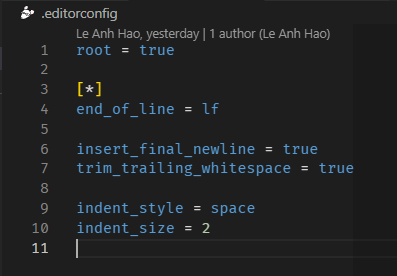 .editorconfig
Le Anh Hao, yesterday | 1 author (Le Anh Hao)
1 root = true
2
3 [*]
4 end_of_line = lf
5
6 insert_final_newline = true
7 trim_trailing_whitespace = true
8
9 indent_style = space
10 indent_size = 2
11